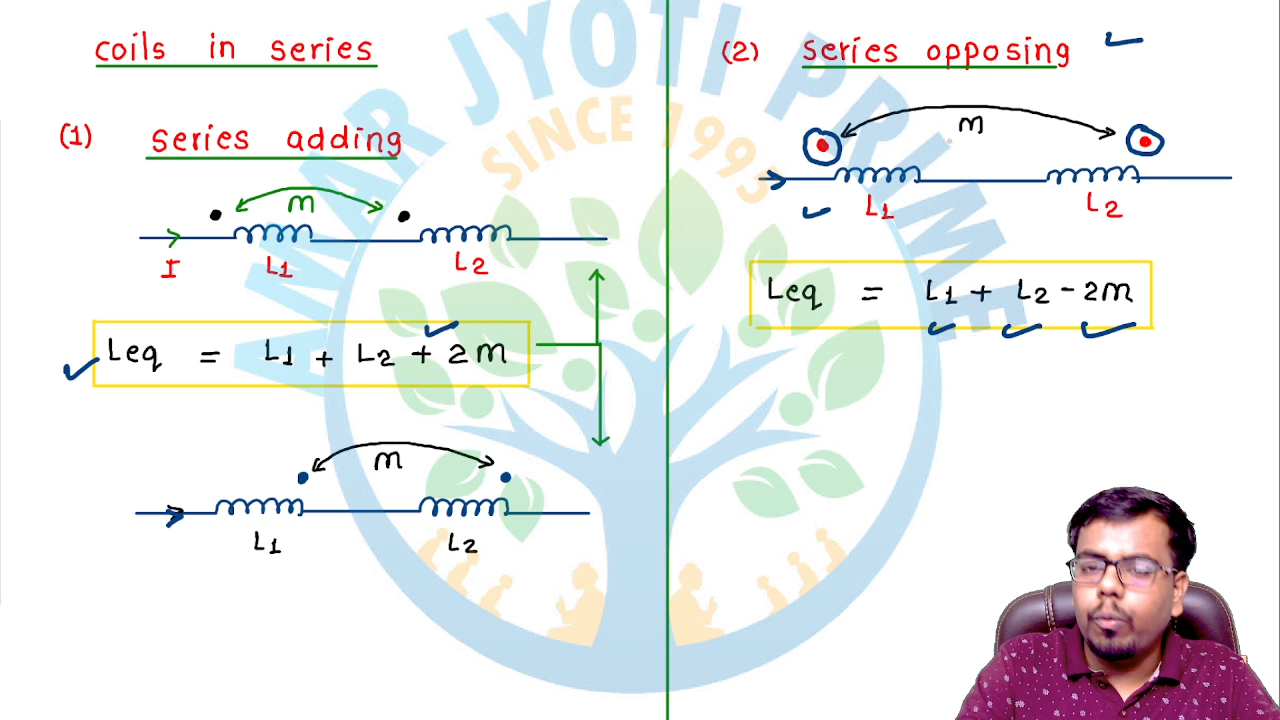 coils in series
(1) series adding
m
I L1 L2
Leq = L1 + L2 + 2m
m
L1 L2
(2) series opposing
m
L1 L2
Leq = L1 + L2 - 2m
AMAR JYOTI PRIME
SINCE 1993